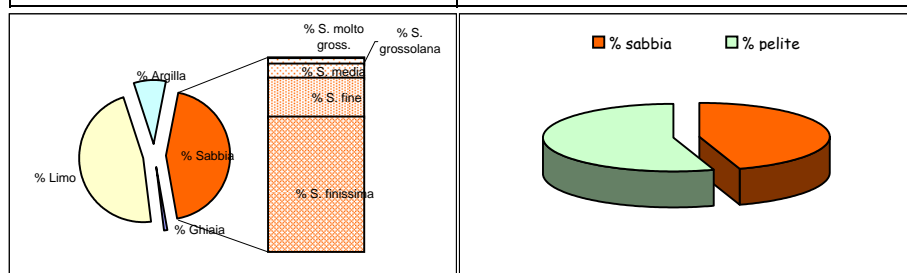 % S. molto
gross.
% S.
grossolana
% Argilla
% S. media
% S. fine
% Sabbia
% Limo
% S. finissima
% Ghiaia
% sabbia
% pelite